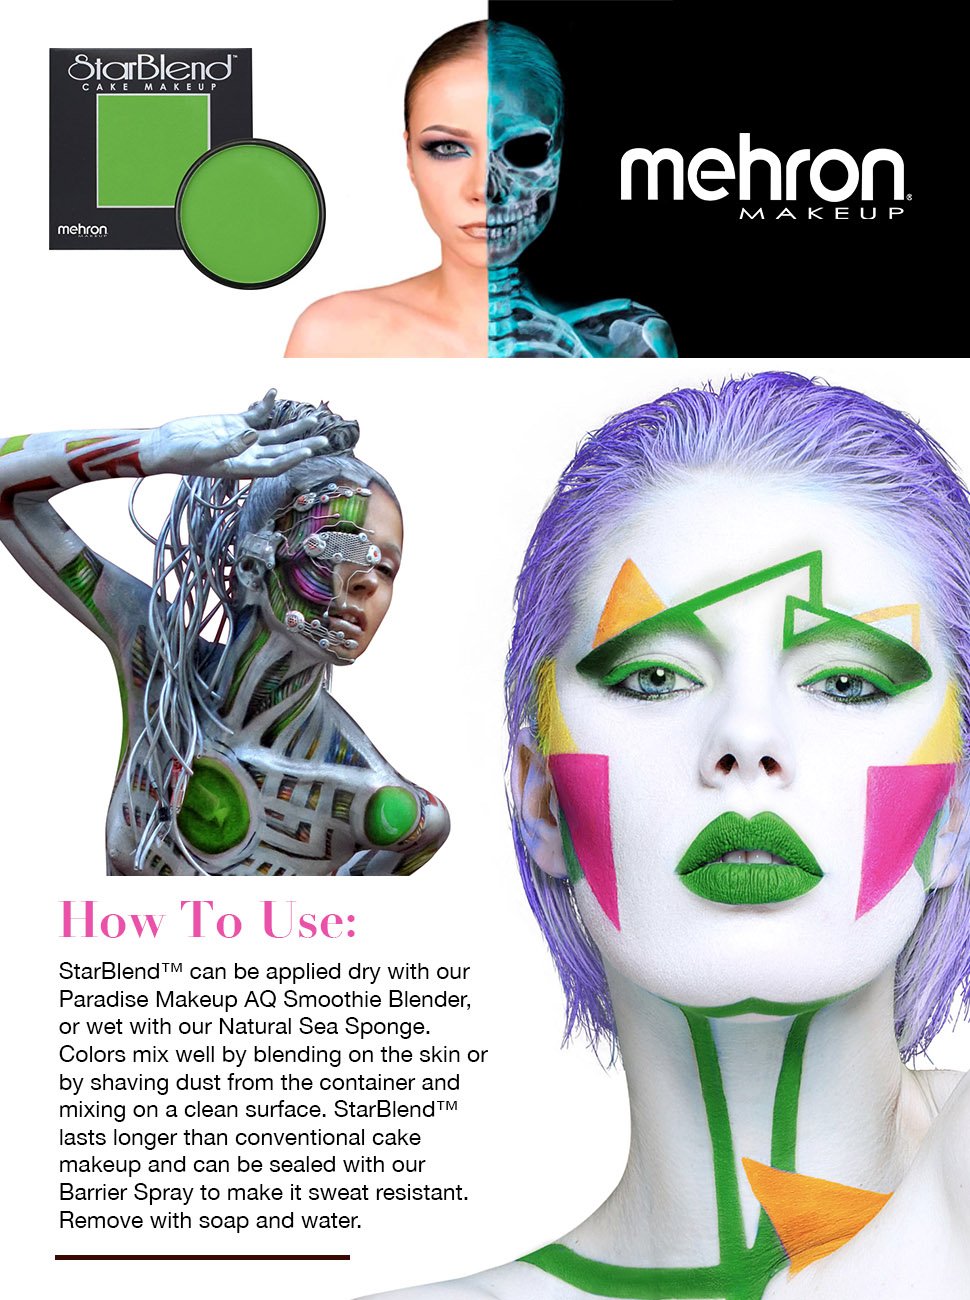 StarBlend™
CAKE MAKEUP
mehron
MAKEUP
mehron®
MAKEUP
How To Use:
StarBlend™ can be applied dry with our
Paradise Makeup AQ Smoothie Blender,
or wet with our Natural Sea Sponge.
Colors mix well by blending on the skin or
by shaving dust from the container and
mixing on a clean surface. StarBlend™
lasts longer than conventional cake
makeup and can be sealed with our
Barrier Spray to make it sweat resistant.
Remove with soap and water.